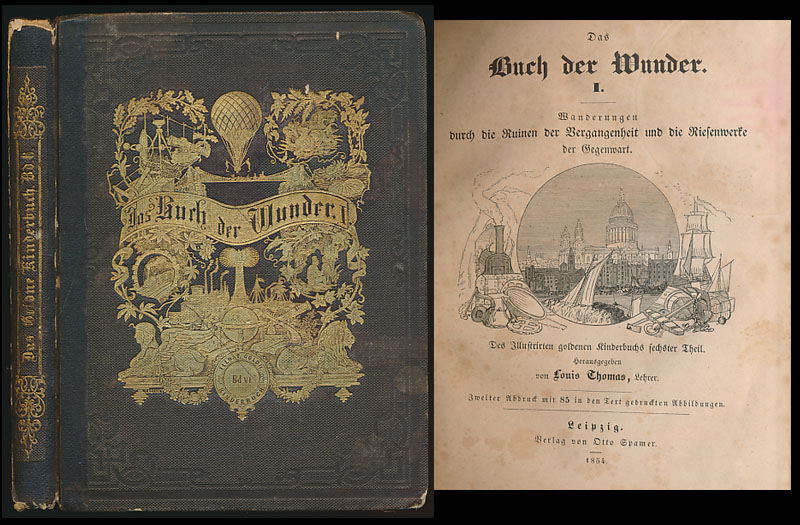 Das Goldne Kinderbuch. Bd.
Das Buch der Wunder. I.
Bd VI
KINDERBUCH
Das
Buch der Wunder.
I.
Wanderungen
durch die Ruinen der Vergangenheit und die Riesenwerke
der Gegenwart.
Des Illustrirten goldenen Kinderbuchs sechster Theil.
Herausgegeben
von Louis Thomas, Lehrer.
Zweiter Abdruck mit 85 in den Text gedruckten Abbildungen.
Leipzig.
Verlag von Otto Spamer.
1854.